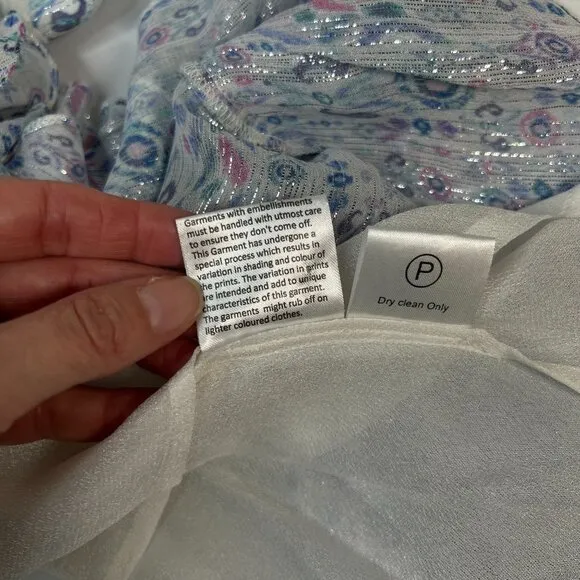 Garments with embellishments
must be handled with utmost care
to ensure they don't come off.
This Garment has undergone a
special process which results in
variation in shading and colour of
he prints. The variation in prints
re intended and add to unique
characteristics of this garment.
The garments might rub off on
lighter coloured clothes.
P
Dry clean Only